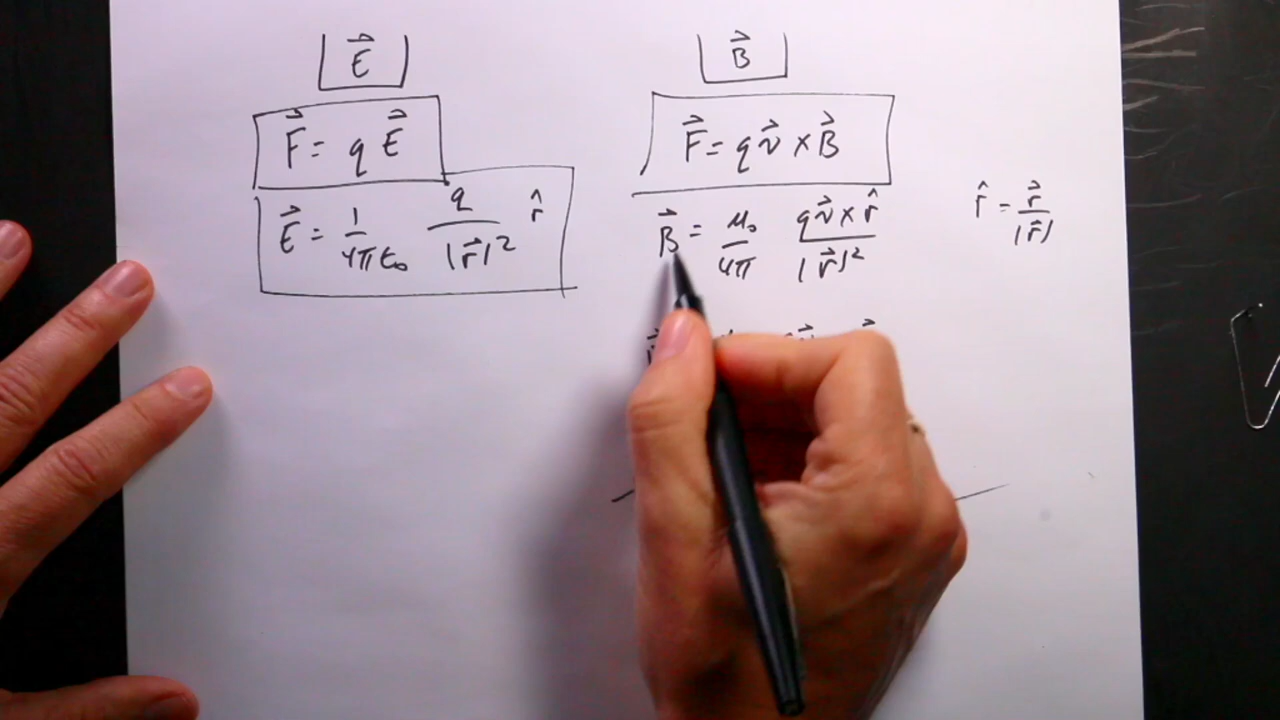 E⃗
F⃗ = q E⃗
E⃗ = 1/4πε₀ q/|r⃗|² r̂
B⃗
F⃗ = q v⃗ × B⃗
B⃗ = μ₀/4π q v⃗ × r̂/|r⃗|²
r̂ = r⃗/|r⃗|